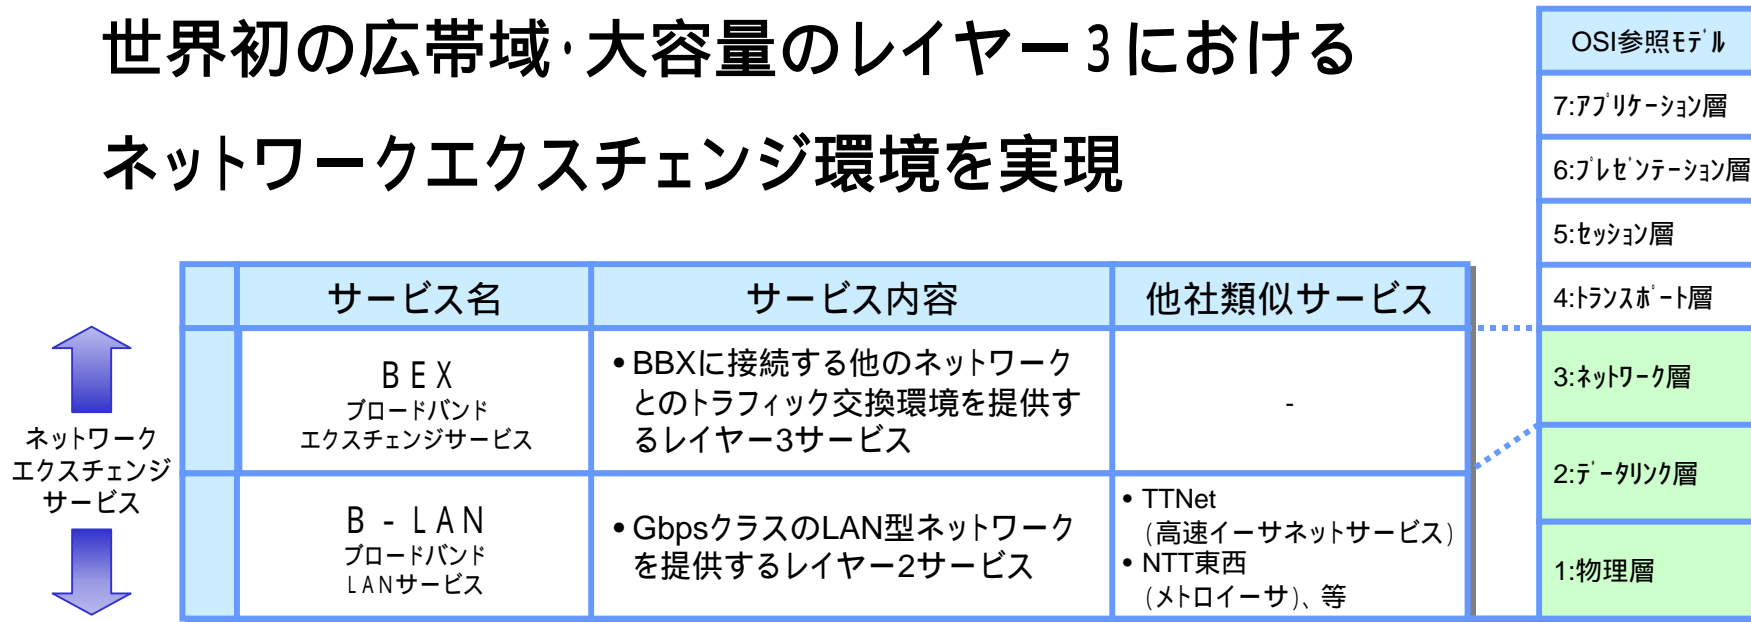 世界初の広帯域・大容量のレイヤー3における
ネットワークエクスチェンジ環境を実現
ネットワーク
エクスチェンジ
サービス
サービス名
サービス内容
他社類似サービス
BEX
ブロードバンド
エクスチェンジサービス
•BBXに接続する他のネットワーク
とのトラフィック交換環境を提供す
るレイヤー3サービス
-
B-LAN
ブロードバンド
LANサービス
•GbpsクラスのLAN型ネットワーク
を提供するレイヤー2サービス
• TTNet
(高速イーサネットサービス)
• NTT東西
(メトロイーサ)、等
OSI参照ﾓﾃﾞﾙ
7:ｱﾌﾟﾘｹｰｼｮﾝ層
6:ﾌﾟﾚｾﾞﾝﾃｰｼｮﾝ層
5:ｾｯｼｮﾝ層
4:ﾄﾗﾝｽﾎﾟｰﾄ層
3:ﾈｯﾄﾜｰｸ層
2:ﾃﾞｰﾀﾘﾝｸ層
1:物理層